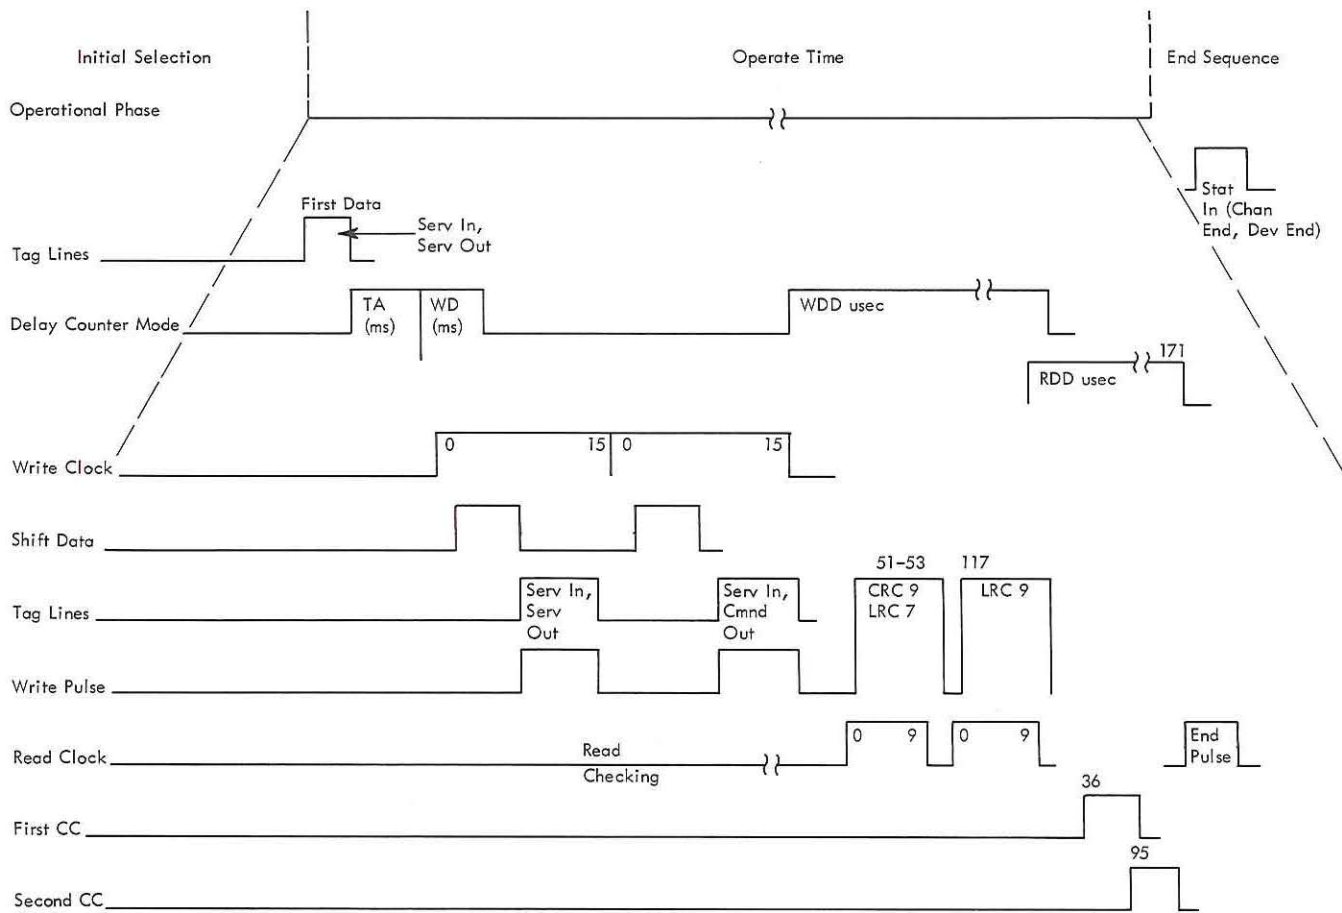 Initial Selection
Operate Time
End Sequence
Operational Phase
Stat
In (Chan
End, Dev End)
First Data
Serv In,
Serv Out
Tag Lines
TA
(ms)
WD
(ms)
WDD usec
Delay Counter Mode
171
RDD usec
0 15 0 15
Write Clock
Shift Data
51-53 117
Serv In,
Serv
Out
Serv In,
Cmnd
Out
CRC 9
LRC 7
LRC 9
Tag Lines
Write Pulse
0 9 0 9
End
Pulse
Read Clock
Read
Checking
36
First CC
95
Second CC